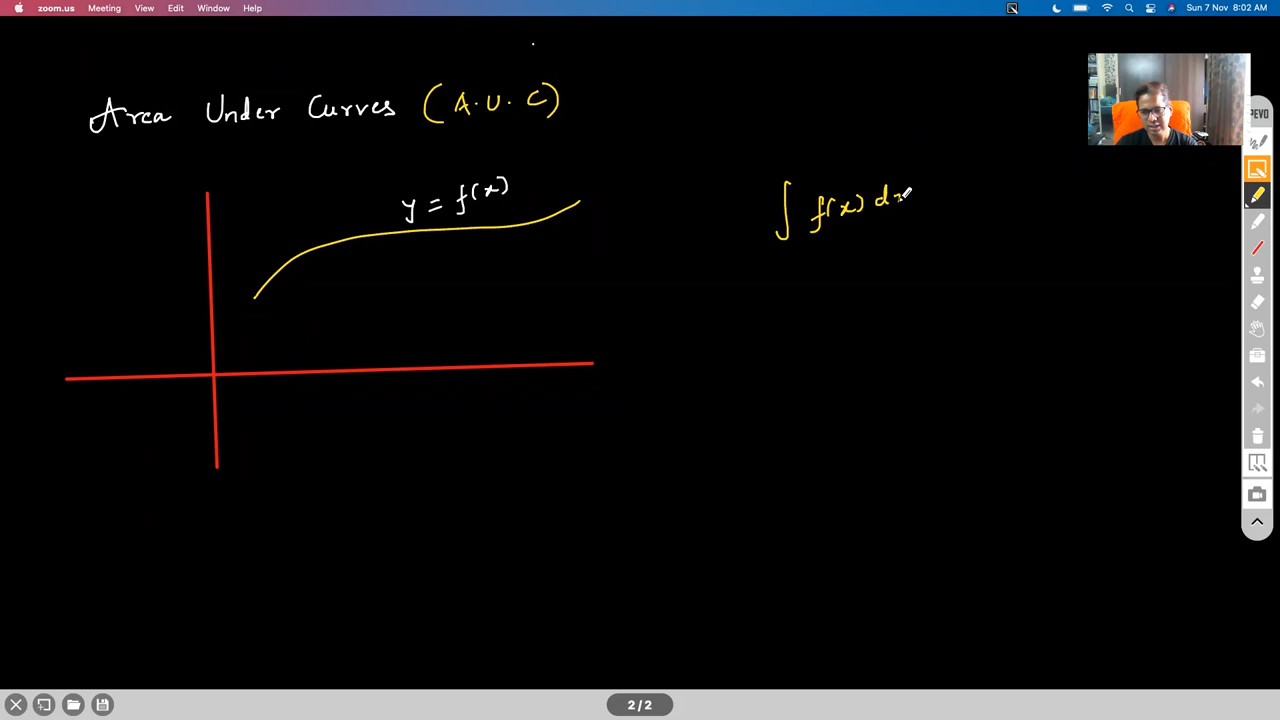 zoom.us Meeting View Edit Window Help Sun 7 Nov 8:02 AM
Area Under Curves (A.U.C)
PEVO
y = f(x)
∫ f(x) dx
2/2